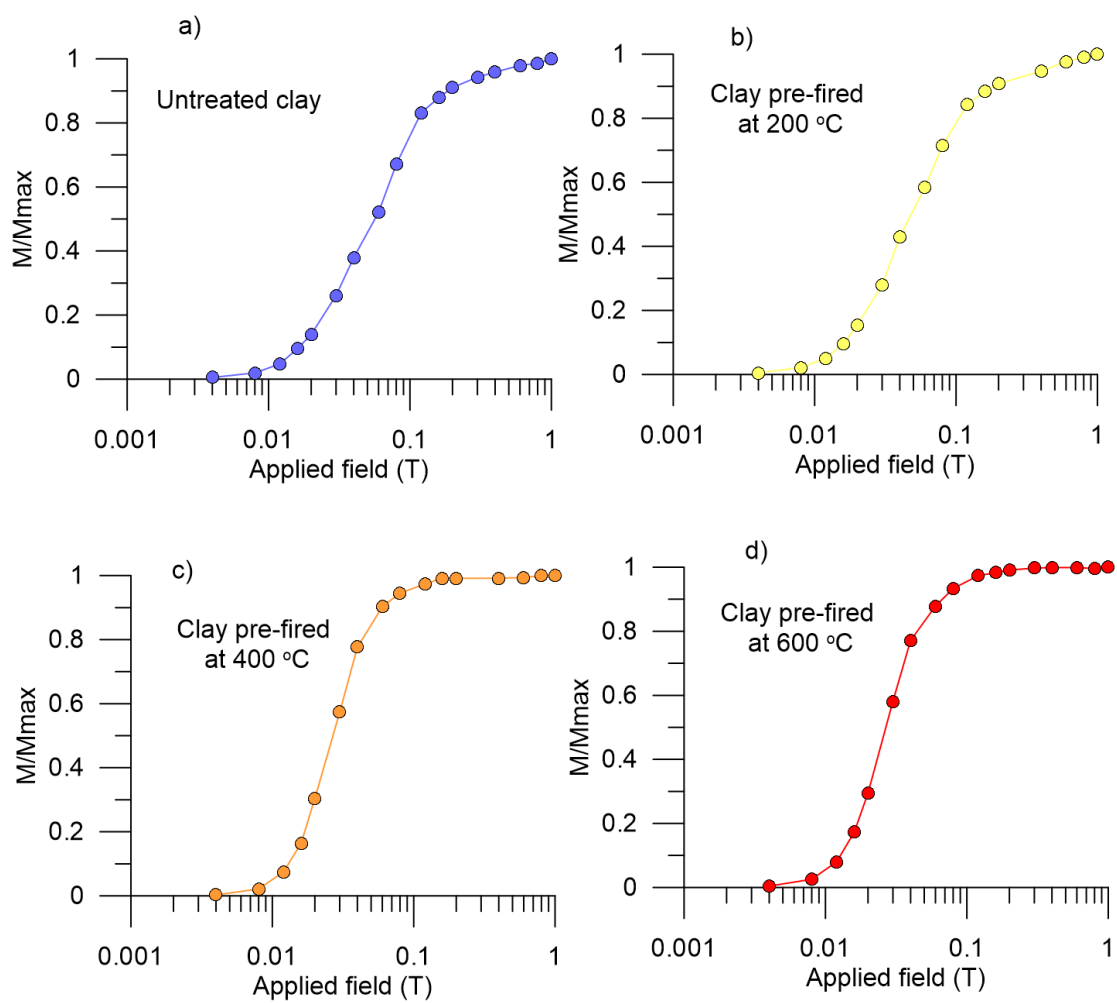 a)
Untreated clay
M/Mmax
1
0.8
0.6
0.4
0.2
0
0.001
0.01
0.1
1
Applied field (T)
b)
Clay pre-fired
at 200 °C
M/Mmax
1
0.8
0.6
0.4
0.2
0
0.001
0.01
0.1
1
Applied field (T)
c)
Clay pre-fired
at 400 °C
M/Mmax
1
0.8
0.6
0.4
0.2
0
0.001
0.01
0.1
1
Applied field (T)
d)
Clay pre-fired
at 600 °C
M/Mmax
1
0.8
0.6
0.4
0.2
0
0.001
0.01
0.1
1
Applied field (T)